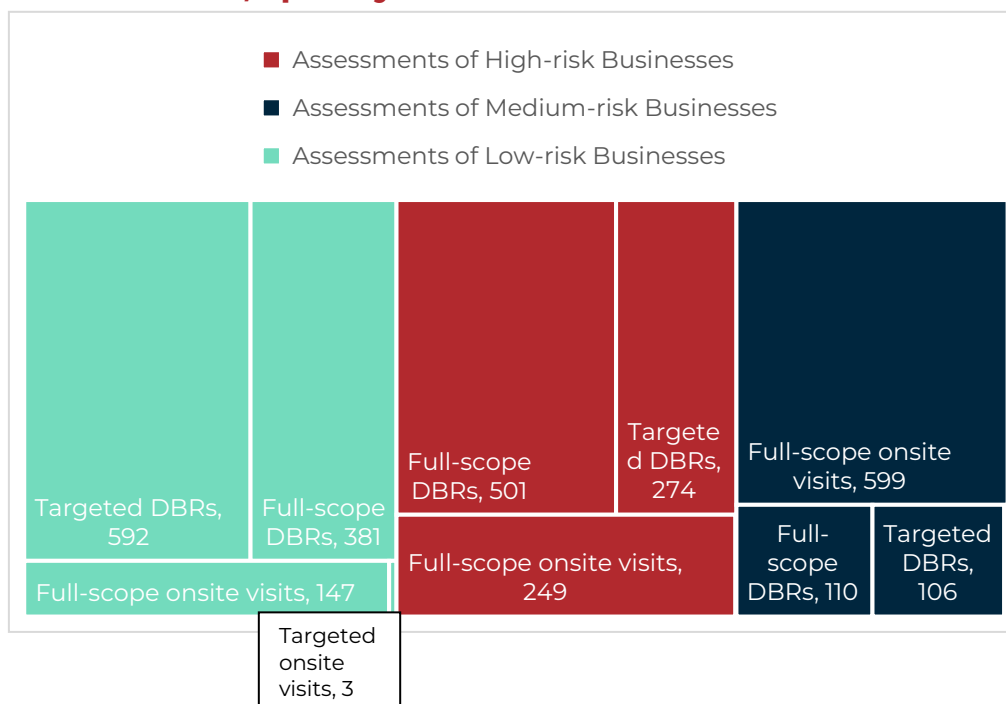 Assessments of High-risk Businesses
Assessments of Medium-risk Businesses
Assessments of Low-risk Businesses
Targeted DBRs,
592
Full-scope
DBRs, 381
Full-scope onsite visits, 147
Targeted
onsite
visits, 3
Full-scope
DBRs, 501
Targete
d DBRs,
274
Full-scope onsite visits,
249
Full-scope onsite
visits, 599
Full-
scope
DBRs, 110
Targeted
DBRs,
106